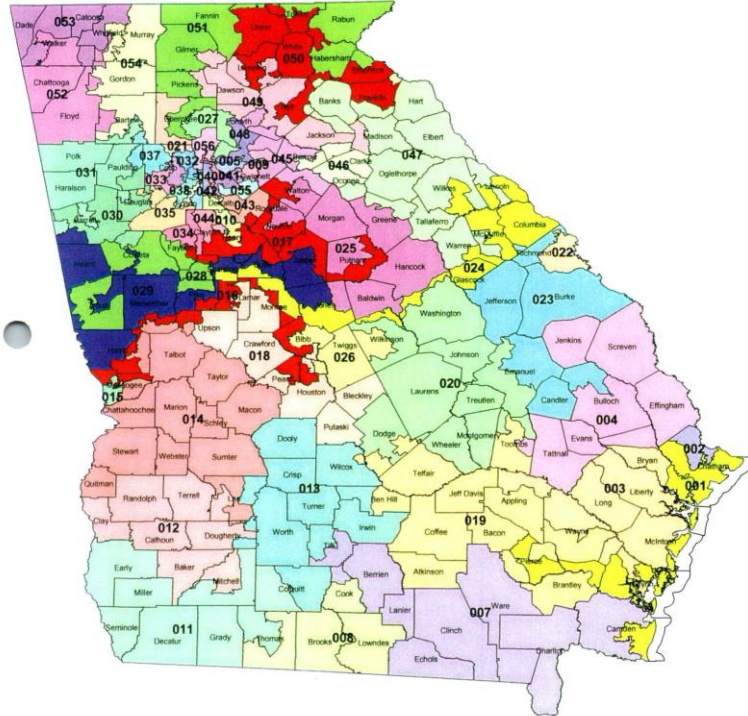 Fannin
Rabun
Catoosa
053
Dade
Murray
051
Union
White
Walker
Gilmer
050
Habersham
054
Chattooga
Gordon
Pickens
Dawson
Franklin
052
049
Banks
Hart
Floyd
027
048
Jackson
Madison
Elbert
021
056
047
Polk
037
032
005
009
045
046
Clarke
Paulding
033
041
Oglethorpe
031
Oconee
Haralson
038
042
055
Walton
Wilkes
Lincoln
030
035
043
Morgan
Greene
Taliaferro
Columbia
044
010
034
017
025
McDuffie
Putnam
Warren
Richmond
022
Heard
Coweta
028
Hancock
024
Glascock
029
Meriwether
Baldwin
023
Burke
016
Jefferson
Lamar
Washington
Upson
Monroe
Jenkins
Screven
Bibb
Twiggs
Wilkinson
Talbot
Crawford
018
026
Johnson
Emanuel
Taylor
Peach
020
Muscogee
Houston
Bleckley
Laurens
Candler
Bulloch
Effingham
015
Treutlen
Chattahoochee
Marion
Macon
004
014
Schley
Pulaski
Evans
002
Dodge
Montgomery
Toombs
Tattnall
Bryan
Chatham
Stewart
Webster
Sumter
Dooly
Wheeler
001
Crisp
Wilcox
Telfair
003
Liberty
Quitman
013
Long
Randolph
Terrell
Lee
Turner
Ben Hill
Jeff Davis
Appling
Clay
012
Worth
Irwin
019
Wayne
McIntosh
Calhoun
Dougherty
Coffee
Bacon
Early
Baker
Tift
Pierce
Mitchell
Berrien
Atkinson
Brantley
Miller
Colquitt
Cook
007
Ware
Lanier
Seminole
011
Clinch
Camden
Decatur
Grady
Thomas
Brooks
008
Lowndes
Echols
Charlton